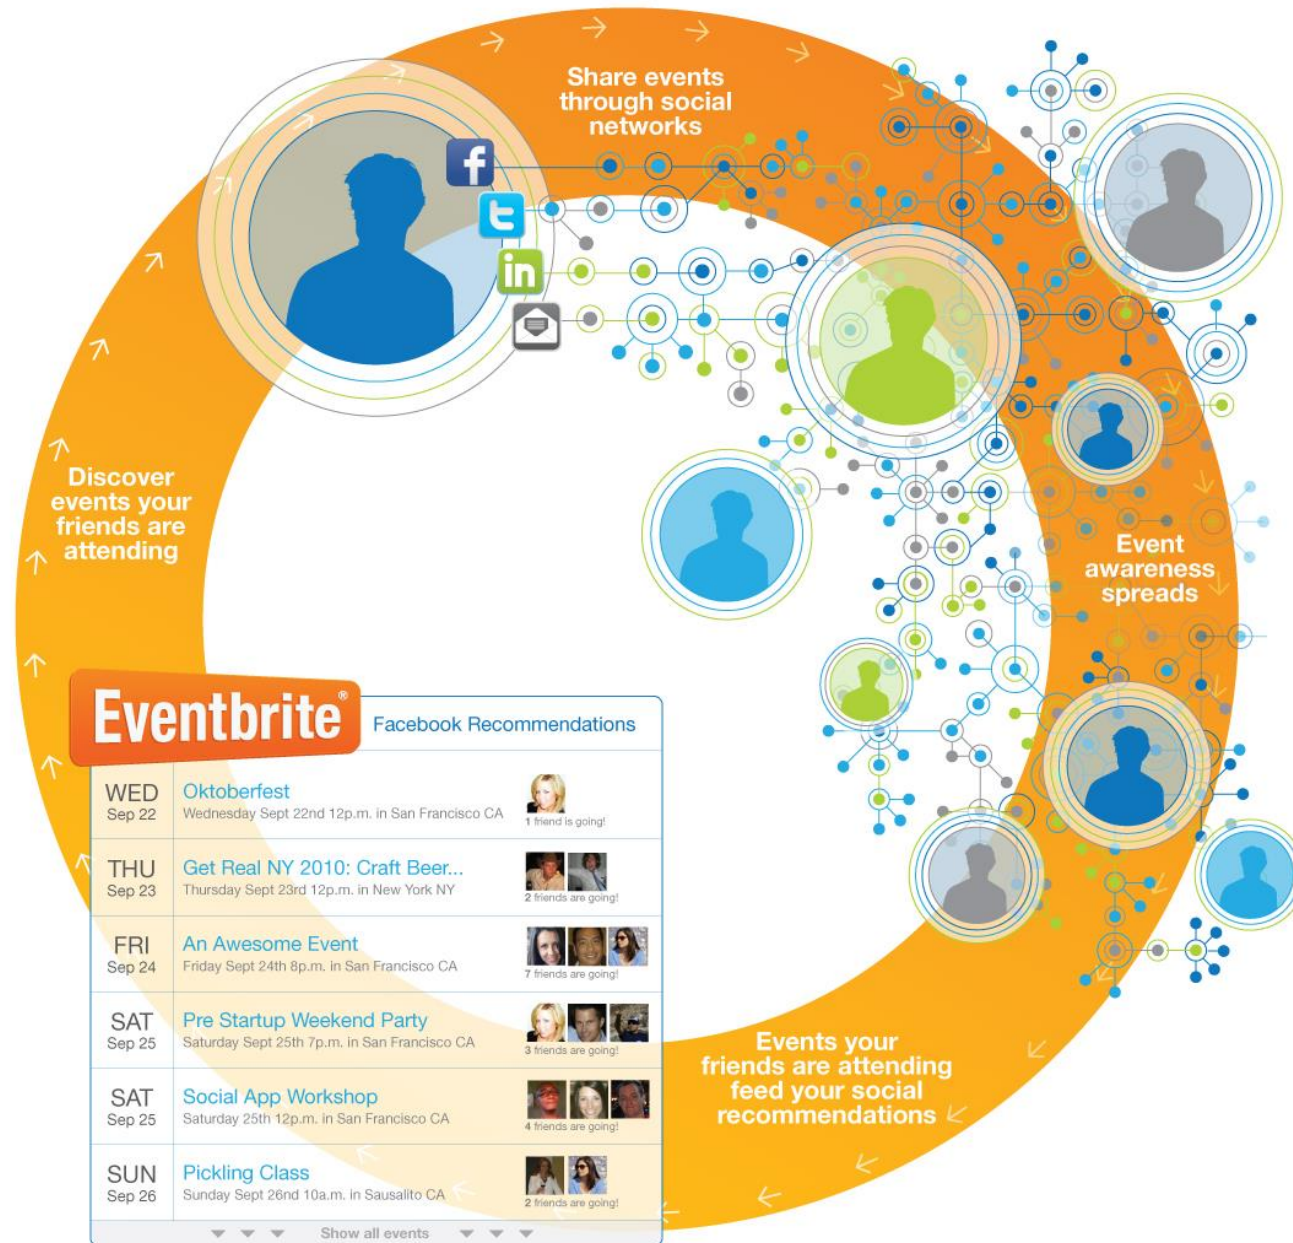 Share events
through social
networks
f
t
in
Discover
events your
friends are
attending
Event
awareness
spreads
Eventbrite®
Facebook Recommendations
WED
Sep 22
Oktoberfest
Wednesday Sept 22nd 12p.m. in San Francisco CA
1 friend is going!
THU
Sep 23
Get Real NY 2010: Craft Beer...
Thursday Sept 23rd 12p.m. in New York NY
2 friends are going!
FRI
Sep 24
An Awesome Event
Friday Sept 24th 8p.m. in San Francisco CA
7 friends are going!
SAT
Sep 25
Pre Startup Weekend Party
Saturday Sept 25th 7p.m. in San Francisco CA
3 friends are going!
SAT
Sep 25
Social App Workshop
Saturday 25th 12p.m. in San Francisco CA
4 friends are going!
SUN
Sep 26
Pickling Class
Sunday Sept 26nd 10a.m. in Sausalito CA
2 friends are going!
Show all events
Events your
friends are attending
feed your social
recommendations